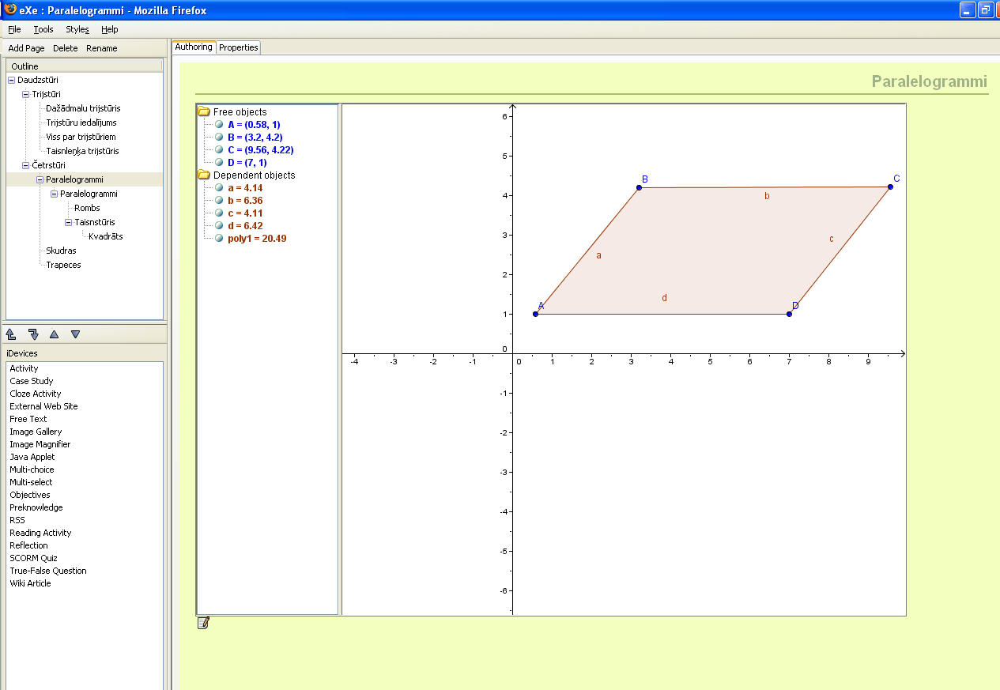 eXe : Paralelogrammi - Mozilla Firefox
File Tools Styles Help
Add Page Delete Rename
Outline
Daudzstūri
Trijstūri
Dažādmalu trijstūris
Trijstūru iedalījums
Viss par trijstūriem
Taisnleņķa trijstūris
Četrstūri
Paralelogrammi
Paralelogrammi
Rombs
Taisnstūris
Kvadrāts
Skudras
Trapeces
iDevices
Activity
Case Study
Cloze Activity
External Web Site
Free Text
Image Gallery
Image Magnifier
Java Applet
Multi-choice
Multi-select
Objectives
Preknowledge
RSS
Reading Activity
Reflection
SCORM Quiz
True-False Question
Wiki Article
Authoring Properties
Paralelogrammi
Free objects
A = (0.58, 1)
B = (3.2, 4.2)
C = (9.56, 4.22)
D = (7, 1)
Dependent objects
a = 4.14
b = 6.36
c = 4.11
d = 6.42
poly1 = 20.49
6
5
B C
4
b
3
c
a
2
d
A D
1
0
-4 -3 -2 -1 0 1 2 3 4 5 6 7 8 9
-1
-2
-3
-4
-5
-6